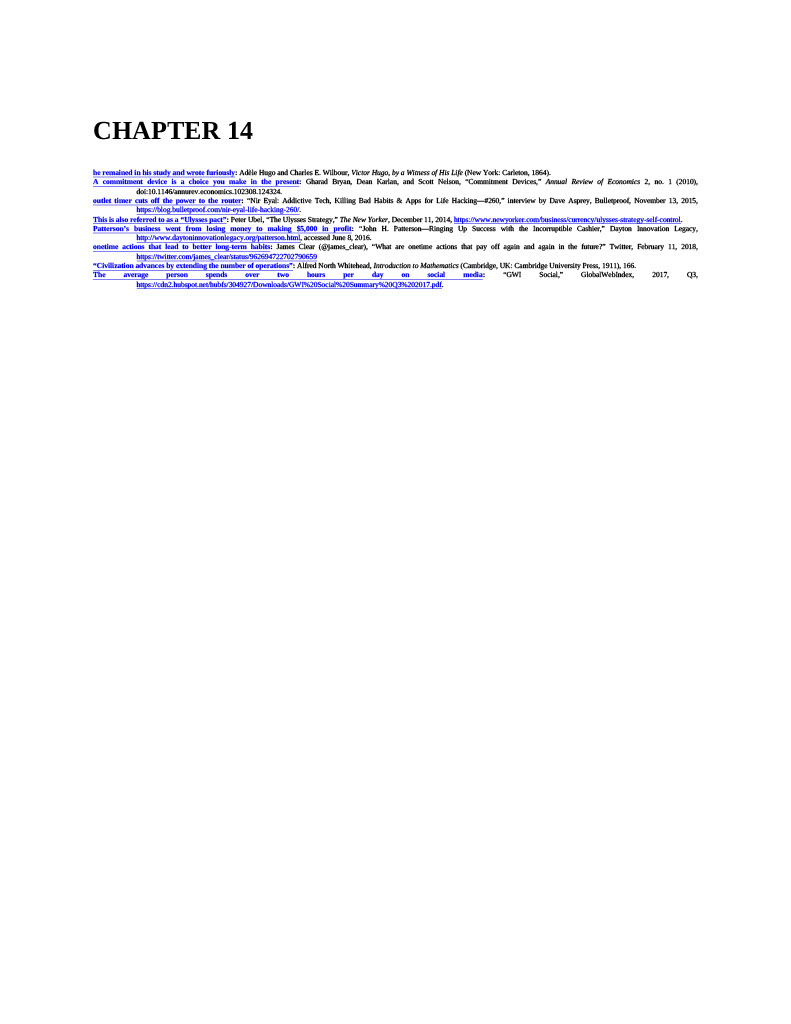 CHAPTER 14
he remained in his study and wrote furiously: Adèle Hugo and Charles E. Wilbour, Victor Hugo, by a Witness of His Life (New York: Carleton, 1864).
A commitment device is a choice you make in the present: Gharad Bryan, Dean Karlan, and Scott Nelson, “Commitment Devices,” Annual Review of Economics 2, no. 1 (2010),
doi:10.1146/annurev.economics.102308.124324.
outlet timer cuts off the power to the router: “Nir Eyal: Addictive Tech, Killing Bad Habits & Apps for Life Hacking—#260,” interview by Dave Asprey, Bulletproof, November 13, 2015,
https://blog.bulletproof.com/nir-eyal-life-hacking-260/.
This is also referred to as a “Ulysses pact”: Peter Ubel, “The Ulysses Strategy,” The New Yorker, December 11, 2014, https://www.newyorker.com/business/currency/ulysses-strategy-self-control.
Patterson’s business went from losing money to making $5,000 in profit: “John H. Patterson—Ringing Up Success with the Incorruptible Cashier,” Dayton Innovation Legacy,
http://www.daytoninnovationlegacy.org/patterson.html, accessed June 8, 2016.
onetime actions that lead to better long-term habits: James Clear (@james_clear), “What are onetime actions that pay off again and again in the future?” Twitter, February 11, 2018,
https://twitter.com/james_clear/status/962694722702790659
“Civilization advances by extending the number of operations”: Alfred North Whitehead, Introduction to Mathematics (Cambridge, UK: Cambridge University Press, 1911), 166.
The average person spends over two hours per day on social media: “GWI Social,” GlobalWebIndex, 2017, Q3,
https://cdn2.hubspot.net/hubfs/304927/Downloads/GWI%20Social%20Summary%20Q3%202017.pdf.